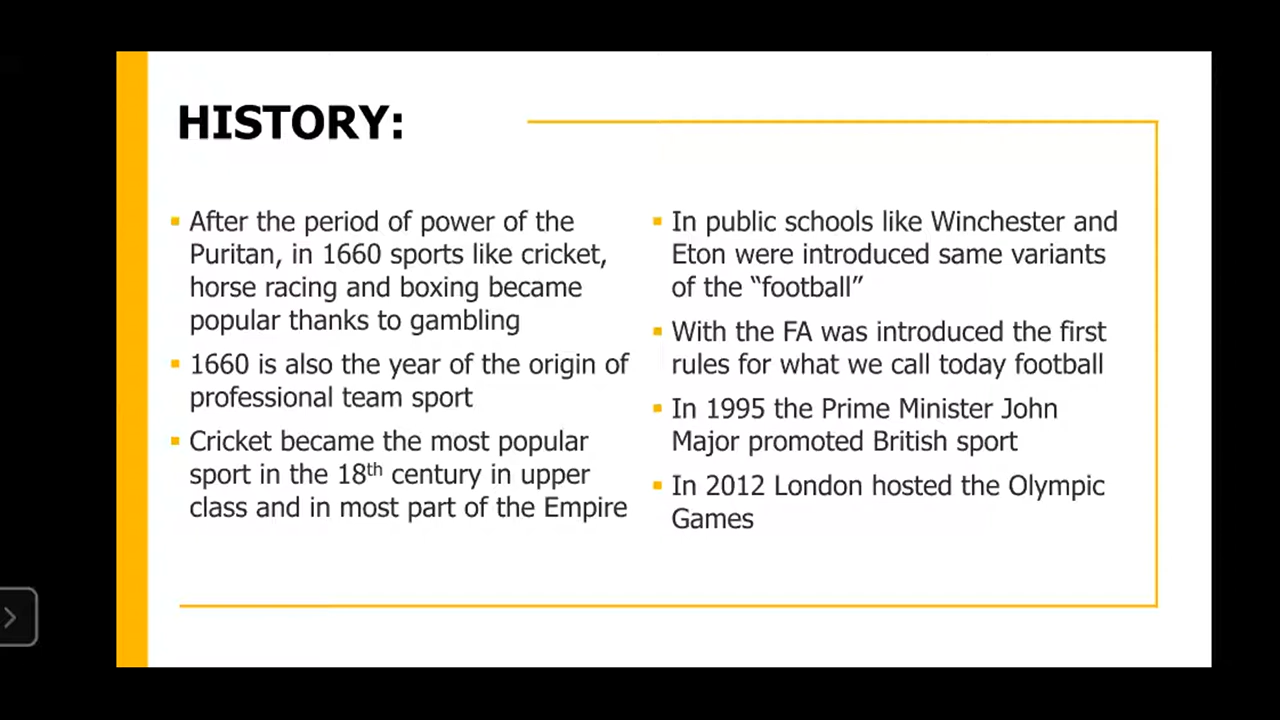 HISTORY:
After the period of power of the
Puritan, in 1660 sports like cricket,
horse racing and boxing became
popular thanks to gambling
1660 is also the year of the origin of
professional team sport
Cricket became the most popular
sport in the 18th century in upper
class and in most part of the Empire
In public schools like Winchester and
Eton were introduced same variants
of the “football”
With the FA was introduced the first
rules for what we call today football
In 1995 the Prime Minister John
Major promoted British sport
In 2012 London hosted the Olympic
Games